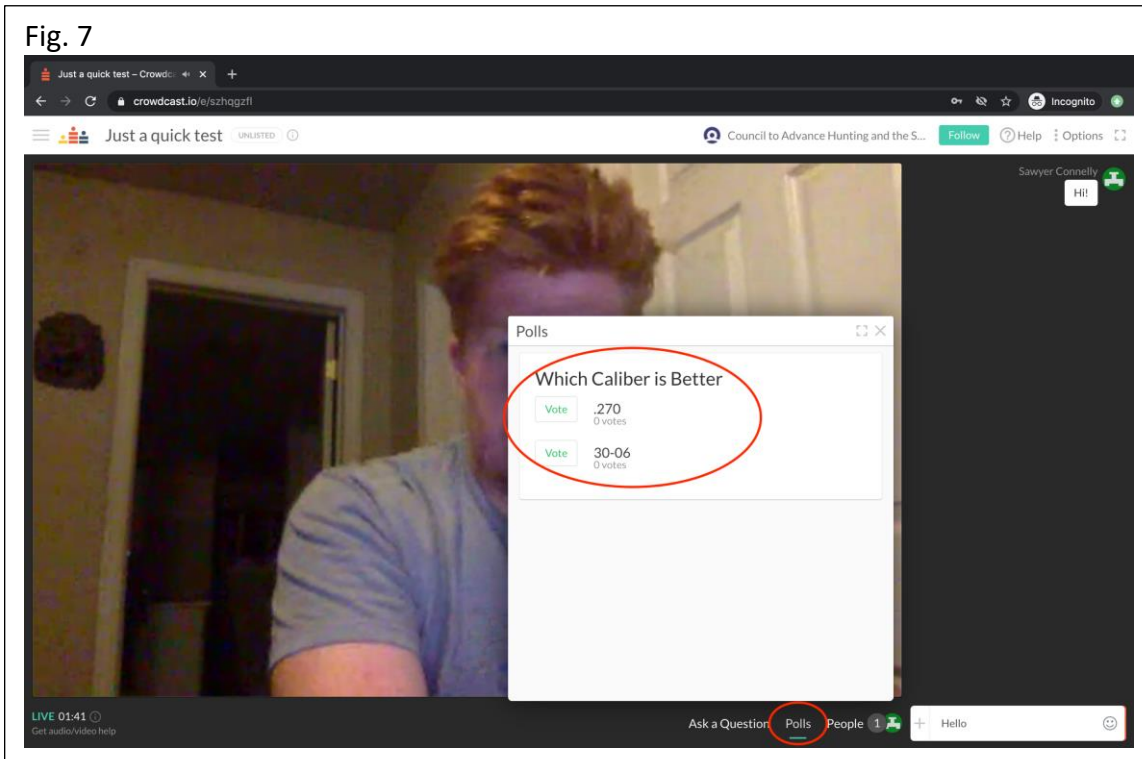 Fig. 7
Just a quick test – Crowdc
crowdcast.io/e/szhqgzfl
Incognito
Just a quick test UNLISTED
Council to Advance Hunting and the S...
Follow
Help
Options
Sawyer Connelly
Hi!
Polls
Which Caliber is Better
Vote .270
0 votes
Vote 30-06
0 votes
LIVE 01:41
Get audio/video help
Ask a Question Polls People 1
Hello